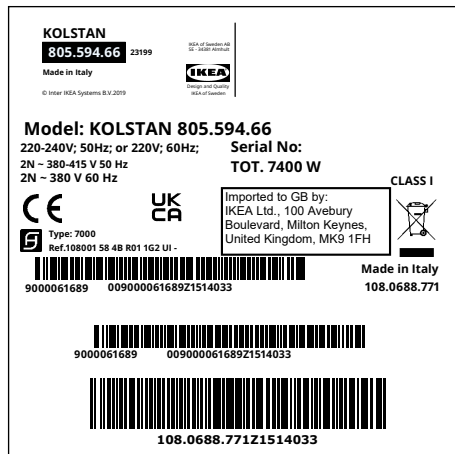 KOLSTAN
805.594.66 23199
Made in Italy
© Inter IKEA Systems B.V.2019
IKEA of Sweden AB
SE - 34381 Älmhult
IKEA
Design and Quality
IKEA of Sweden
Model: KOLSTAN 805.594.66
220-240V; 50Hz; or 220V; 60Hz;
2N ~ 380-415 V 50 Hz
2N ~ 380 V 60 Hz
Serial No:
TOT. 7400 W
CLASS I
CE
UK
CA
Imported to GB by:
IKEA Ltd., 100 Avebury
Boulevard, Milton Keynes,
United Kingdom, MK9 1FH
Type: 7000
Ref.108001 58 4B R01 1G2 UI -
Made in Italy
108.0688.771
9000061689 009000061689Z1514033
9000061689 009000061689Z1514033
108.0688.771Z1514033